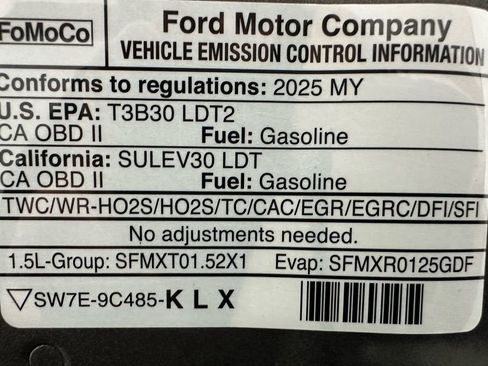 FoMoCo
Ford Motor Company
VEHICLE EMISSION CONTROL INFORMATION
Conforms to regulations: 2025 MY
U.S. EPA: T3B30 LDT2
CA OBD II Fuel: Gasoline
California: SULEV30 LDT
CA OBD II Fuel: Gasoline
TWC/WR-HO2S/HO2S/TC/CAC/EGR/EGRC/DFI/SFI
No adjustments needed.
1.5L-Group: SFMXT01.52X1 Evap: SFMXR0125GDF
SW7E-9C485-KLX